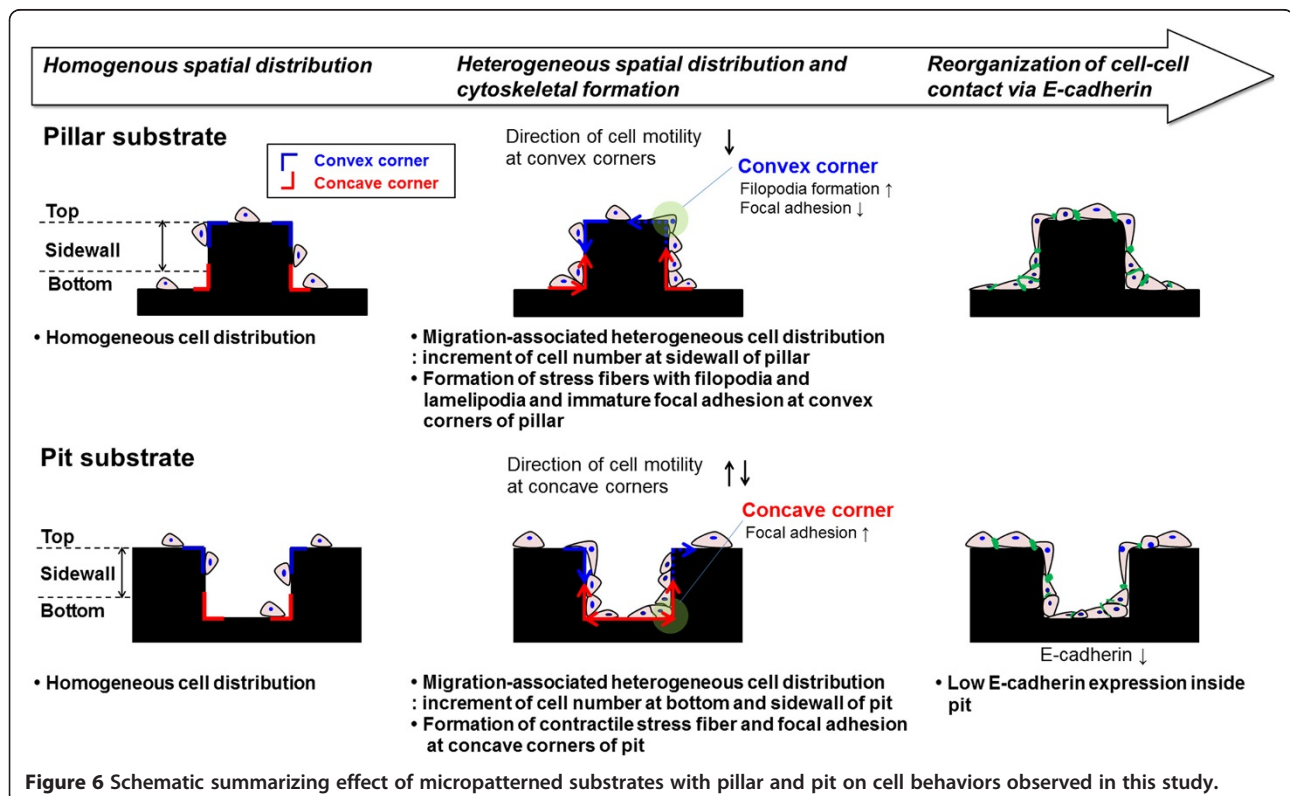 Homogenous spatial distribution
Heterogeneous spatial distribution and
cytoskeletal formation
Reorganization of cell-cell
contact via E-cadherin
Pillar substrate
Convex corner
Concave corner
Top
Sidewall
Bottom
Direction of cell motility
at convex corners
↓
Convex corner
Filopodia formation ↑
Focal adhesion ↓
• Homogeneous cell distribution
• Migration-associated heterogeneous cell distribution
: increment of cell number at sidewall of pillar
• Formation of stress fibers with filopodia and
lamelipodia and immature focal adhesion at convex
corners of pillar
Pit substrate
Top
Sidewall
Bottom
Direction of cell motility
at concave corners
↑↓
Concave corner
Focal adhesion ↑
E-cadherin ↓
• Homogeneous cell distribution
• Migration-associated heterogeneous cell distribution
: increment of cell number at bottom and sidewall of pit
• Formation of contractile stress fiber and focal adhesion
at concave corners of pit
• Low E-cadherin expression inside
pit
Figure 6 Schematic summarizing effect of micropatterned substrates with pillar and pit on cell behaviors observed in this study.